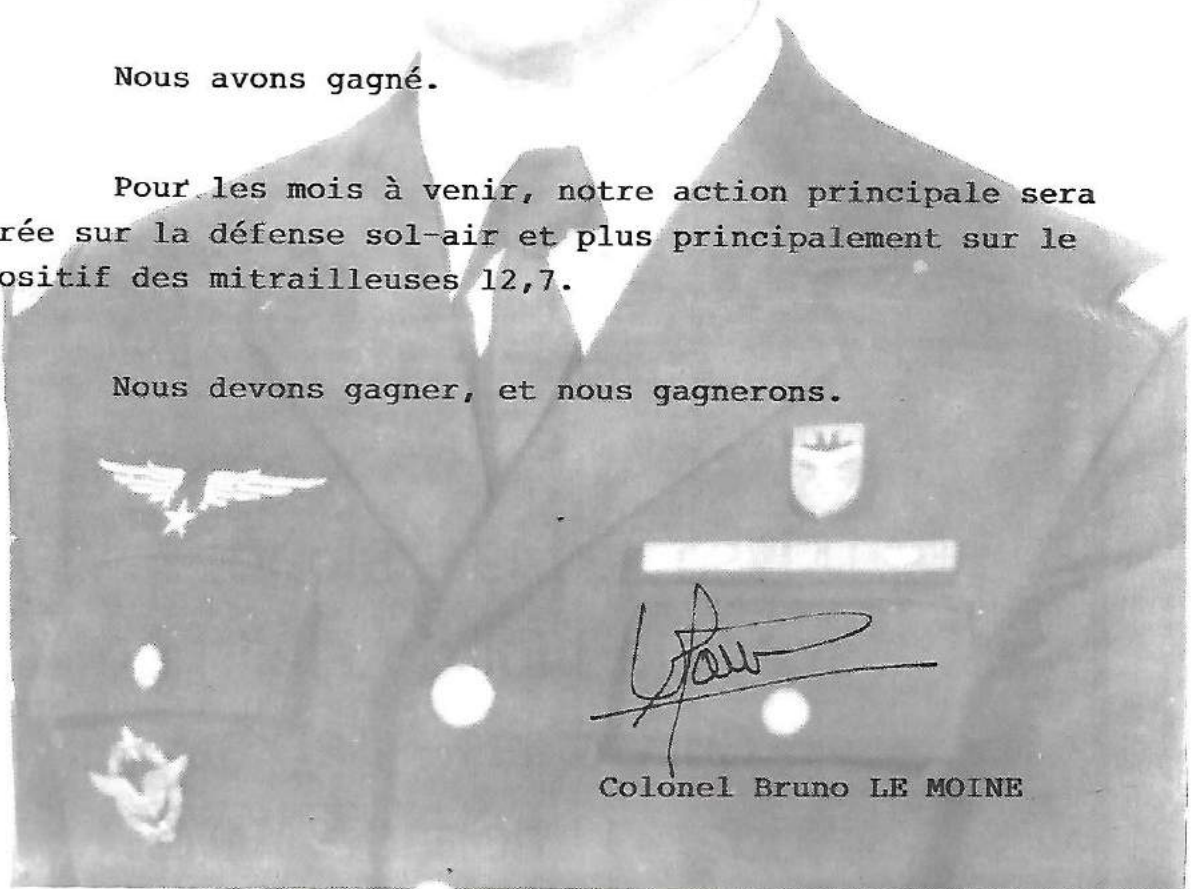 Nous avons gagné.
Pour les mois à venir, notre action principale sera
rée sur la défense sol-air et plus principalement sur le
ositif des mitrailleuses 12,7.
Nous devons gagner, et nous gagnerons.
Colonel Bruno LE MOINE